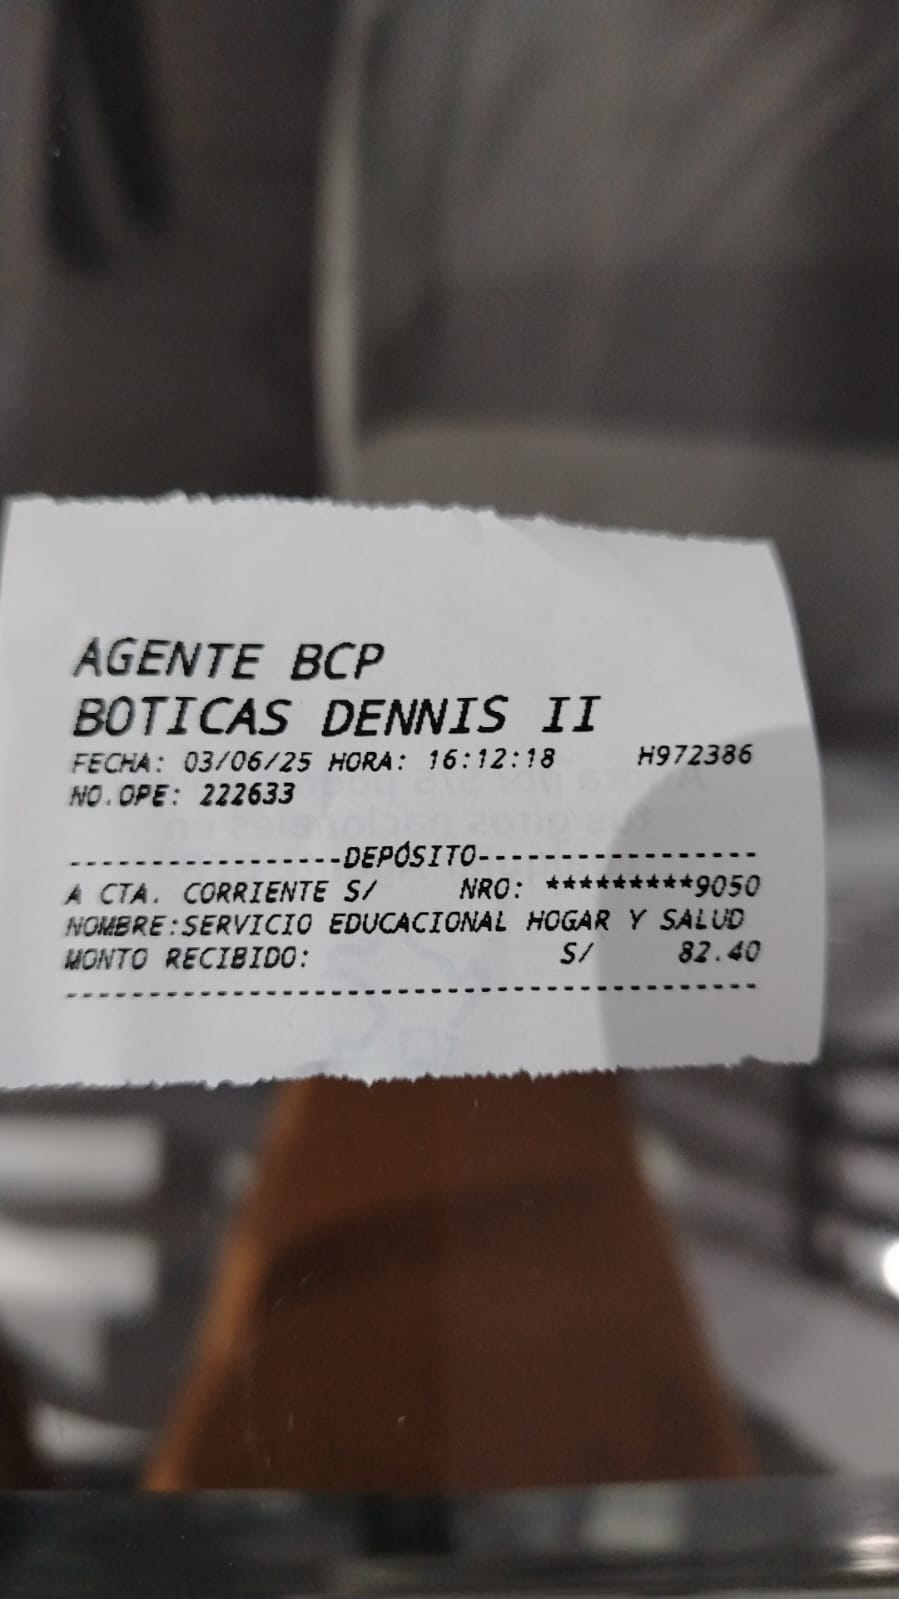 AGENTE BCP
BOTICAS DENNIS II
FECHA: 03/06/25 HORA: 16:12:18 H972386
NO.OPE: 222633
-----------------DEPÓSITO-----------------
A CTA. CORRIENTE S/ NRO: *********9050
NOMBRE:SERVICIO EDUCACIONAL HOGAR Y SALUD
MONTO RECIBIDO: S/ 82.40
------------------------------------------